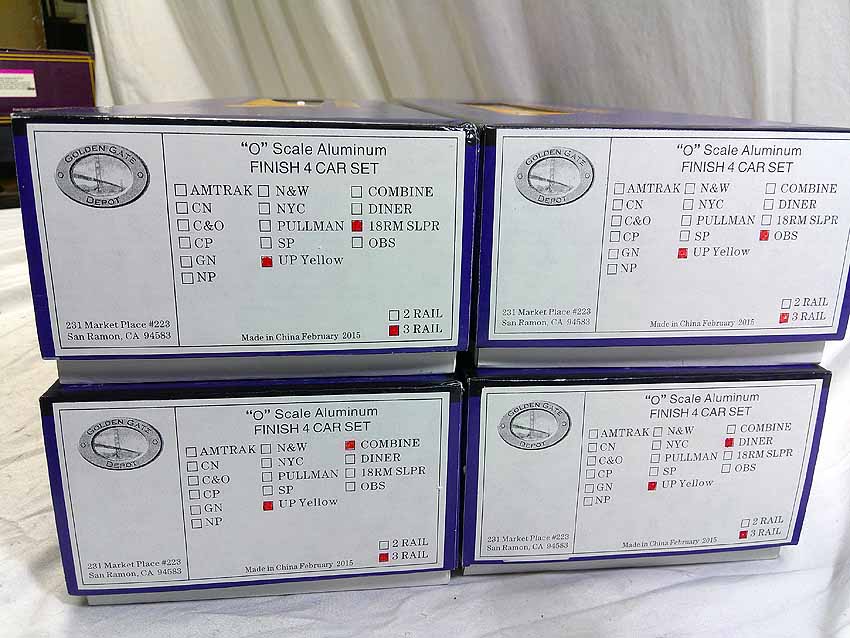 "O" Scale Aluminum
FINISH 4 CAR SET
GOLDEN GATE
DEPOT
AMTRAK N&W COMBINE
CN NYC DINER
C&O PULLMAN 18RM SLPR
CP SP OBS
GN UP Yellow
NP
2 RAIL
3 RAIL
231 Market Place #223
San Ramon, CA 94583
Made in China February 2015
"O" Scale Aluminum
FINISH 4 CAR SET
GOLDEN GATE
DEPOT
AMTRAK N&W COMBINE
CN NYC DINER
C&O PULLMAN 18RM SLPR
CP SP OBS
GN UP Yellow
NP
2 RAIL
3 RAIL
231 Market Place #223
San Ramon, CA 94583
Made in China February 2015
"O" Scale Aluminum
FINISH 4 CAR SET
GOLDEN GATE
DEPOT
AMTRAK N&W COMBINE
CN NYC DINER
C&O PULLMAN 18RM SLPR
CP SP OBS
GN UP Yellow
NP
2 RAIL
3 RAIL
231 Market Place #223
San Ramon, CA 94583
Made in China February 2015
"O" Scale Aluminum
FINISH 4 CAR SET
GOLDEN GATE
DEPOT
AMTRAK N&W COMBINE
CN NYC DINER
C&O PULLMAN 18RM SLPR
CP SP OBS
GN UP Yellow
NP
2 RAIL
3 RAIL
231 Market Place #223
San Ramon, CA 94583
Made in China February 2015